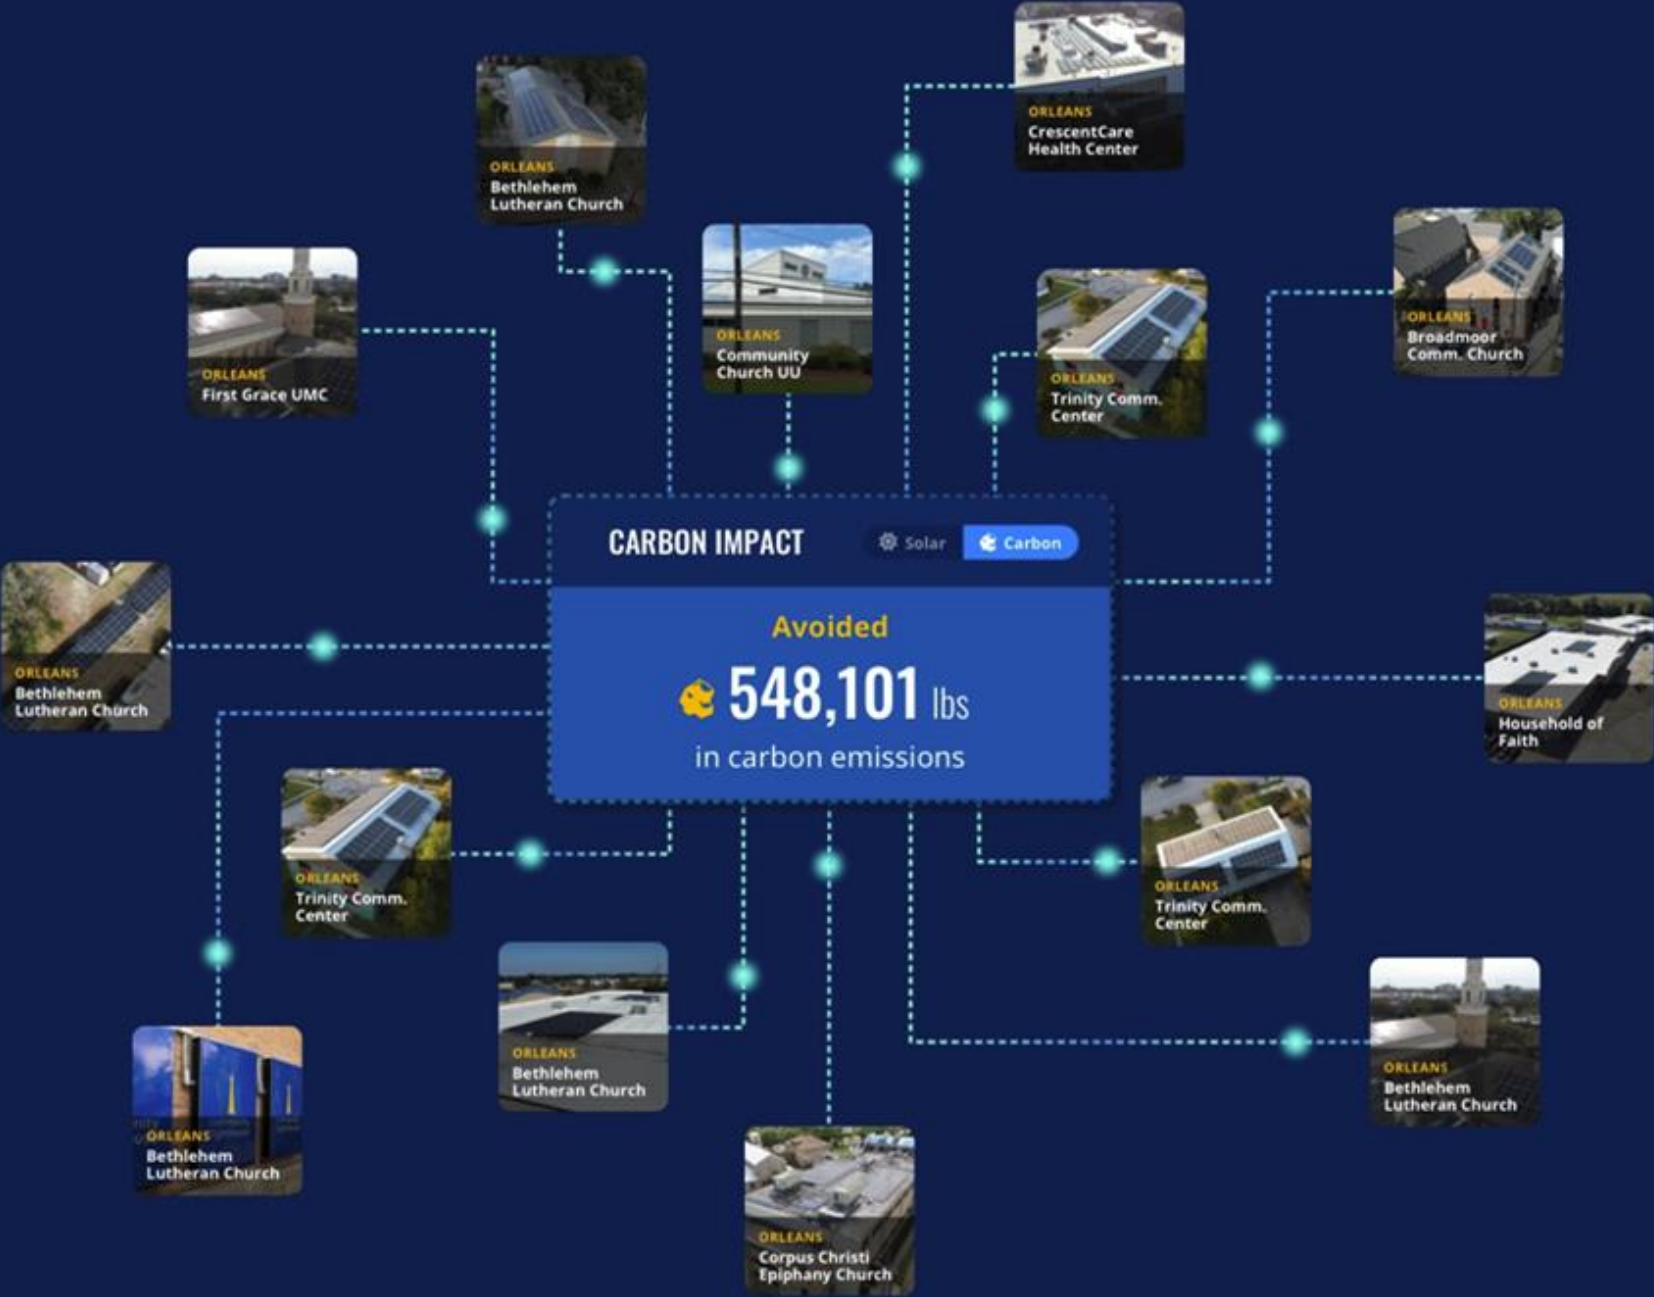 ORLEANS
CrescentCare
Health Center
ORLEANS
Bethlehem
Lutheran Church
ORLEANS
Community
Church UU
ORLEANS
Broadmoor
Comm. Church
ORLEANS
First Grace UMC
ORLEANS
Trinity Comm.
Center
CARBON IMPACT
Solar
Carbon
Avoided
548,101 lbs
in carbon emissions
ORLEANS
Bethlehem
Lutheran Church
ORLEANS
Household of
Faith
ORLEANS
Trinity Comm.
Center
ORLEANS
Trinity Comm.
Center
ORLEANS
Bethlehem
Lutheran Church
ORLEANS
Bethlehem
Lutheran Church
ORLEANS
Bethlehem
Lutheran Church
ORLEANS
Corpus Christi
Epiphany Church